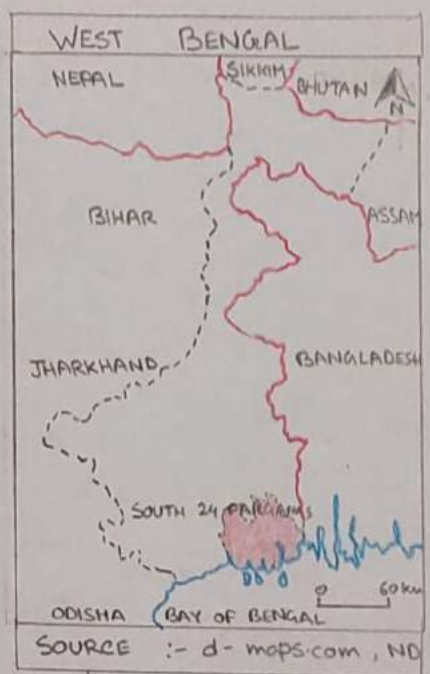 WEST BENGAL
SIKKIM
NEPAL
BHUTAN
N
BIHAR
ASSAM
JHARKHAND
BANGLADESH
SOUTH 24 PARGANAS
0 60 km
ODISHA BAY OF BENGAL
SOURCE :- d-maps.com, ND